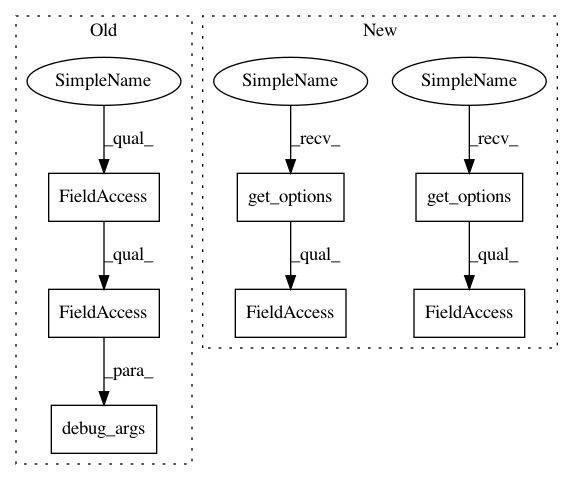 Old
New
SimpleName
SimpleName
SimpleName
_qual_
_recv_
_recv_
FieldAccess
get_options
get_options
_qual_
_qual_
_qual_
FieldAccess
FieldAccess
FieldAccess
_para_
debug_args